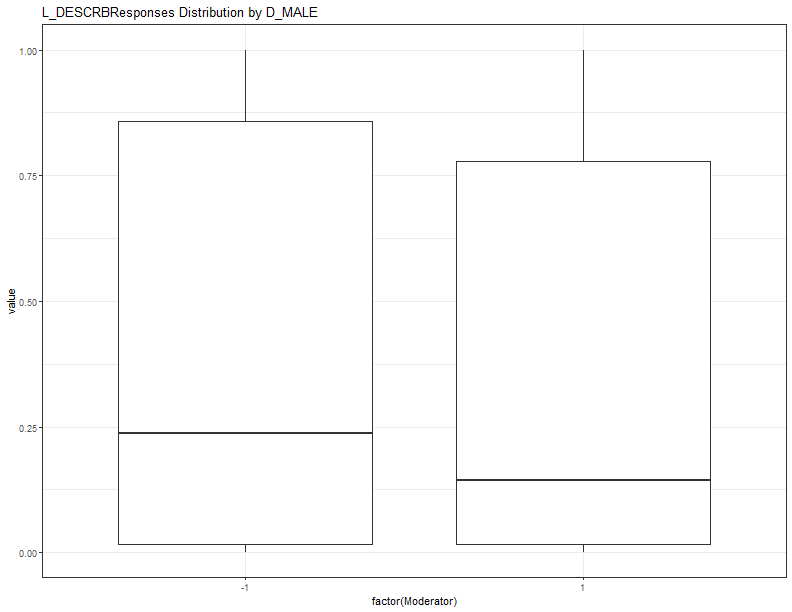 L_DESCRBResponses Distribution by D_MALE
1.00
0.75
0.50
0.25
0.00
value
-1 1
factor(Moderator)